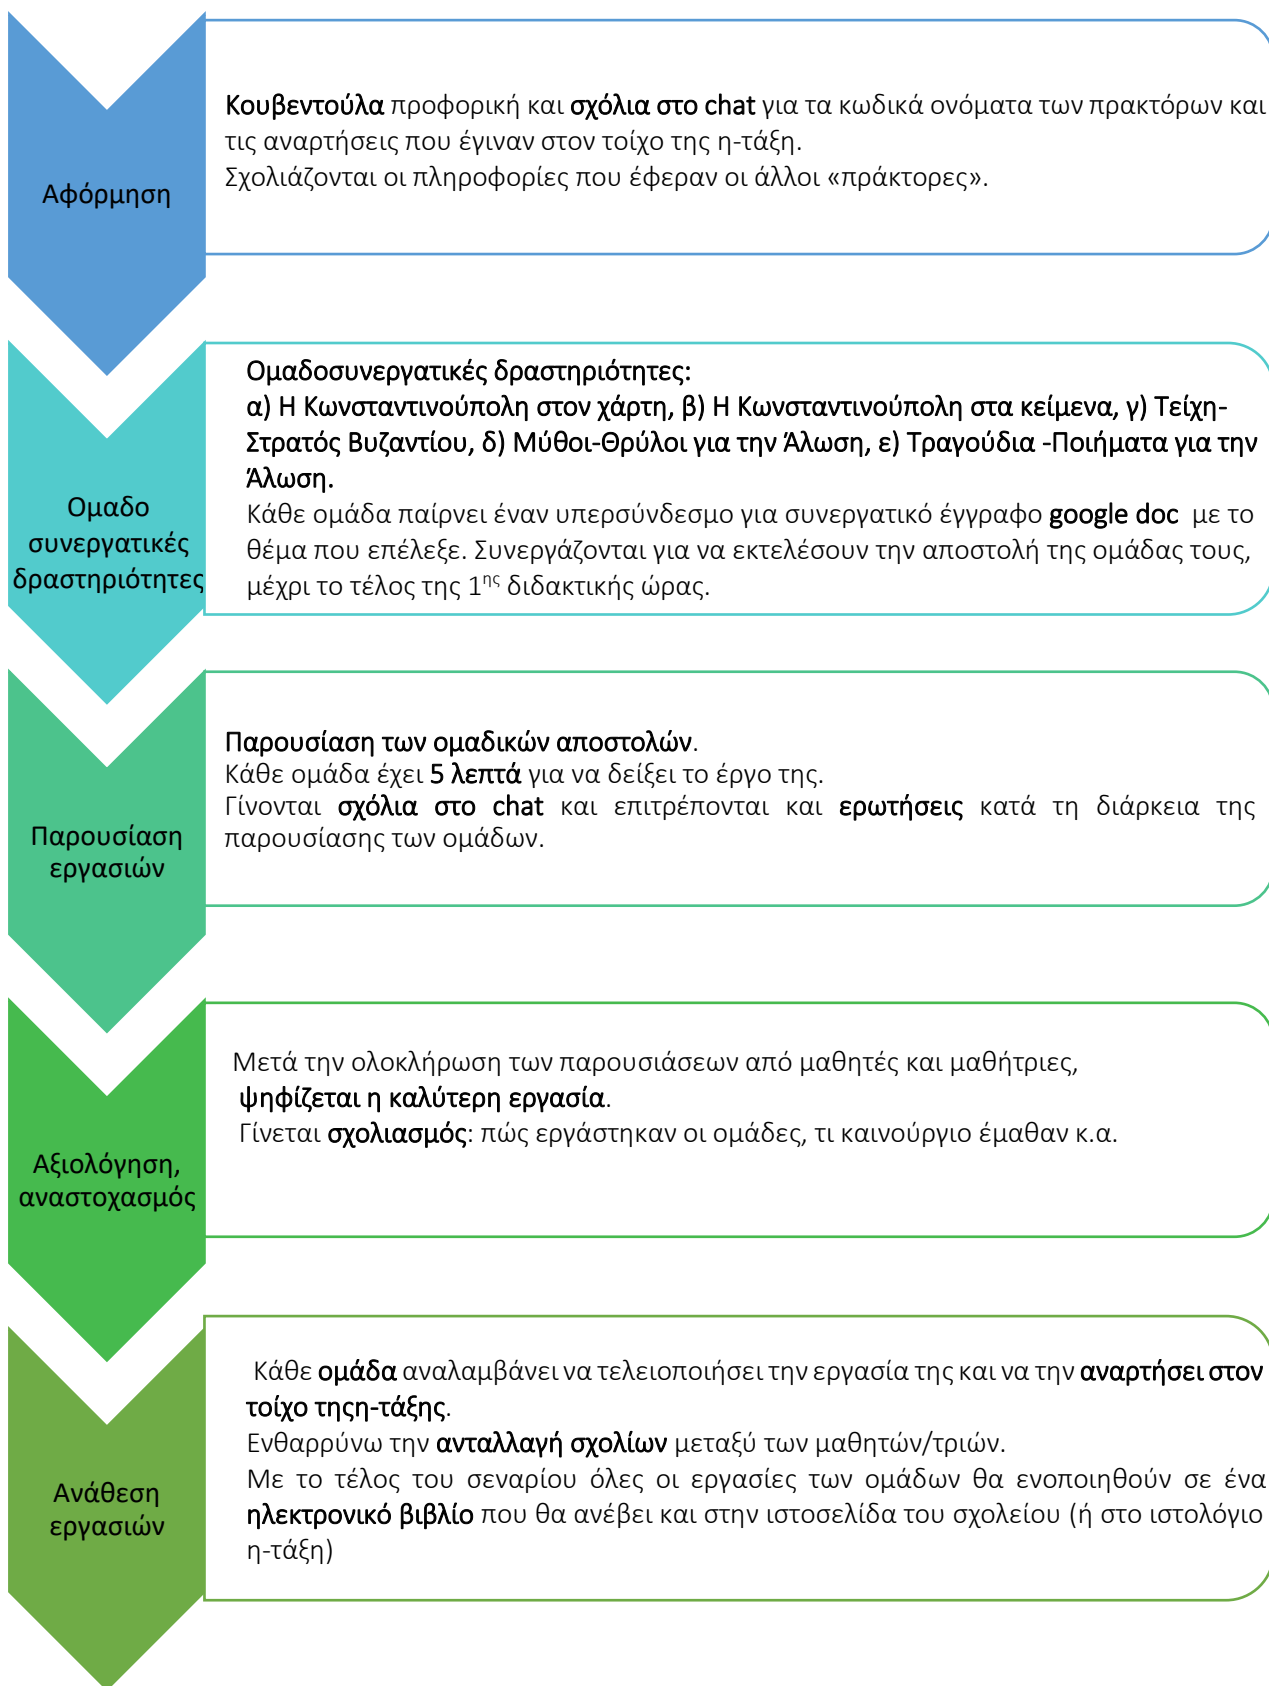 Αφόρμηση
Κουβεντούλα προφορική και σχόλια στο chat για τα κωδικά ονόματα των πρακτόρων και
τις αναρτήσεις που έγιναν στον τοίχο της η-τάξη.
Σχολιάζονται οι πληροφορίες που έφεραν οι άλλοι «πράκτορες».
Ομαδο
συνεργατικές
δραστηριότητες
Ομαδοσυνεργατικές δραστηριότητες:
α) Η Κωνσταντινούπολη στον χάρτη, β) Η Κωνσταντινούπολη στα κείμενα, γ) Τείχη-
Στρατός Βυζαντίου, δ) Μύθοι-Θρύλοι για την Άλωση, ε) Τραγούδια -Ποιήματα για την
Άλωση.
Κάθε ομάδα παίρνει έναν υπερσύνδεσμο για συνεργατικό έγγραφο google doc με το
θέμα που επέλεξε. Συνεργάζονται για να εκτελέσουν την αποστολή της ομάδας τους,
μέχρι το τέλος της 1ης διδακτικής ώρας.
Παρουσίαση
εργασιών
Παρουσίαση των ομαδικών αποστολών.
Κάθε ομάδα έχει 5 λεπτά για να δείξει το έργο της.
Γίνονται σχόλια στο chat και επιτρέπονται και ερωτήσεις κατά τη διάρκεια της
παρουσίασης των ομάδων.
Αξιολόγηση,
αναστοχασμός
Μετά την ολοκλήρωση των παρουσιάσεων από μαθητές και μαθήτριες,
ψηφίζεται η καλύτερη εργασία.
Γίνεται σχολιασμός: πώς εργάστηκαν οι ομάδες, τι καινούργιο έμαθαν κ.α.
Ανάθεση
εργασιών
Κάθε ομάδα αναλαμβάνει να τελειοποιήσει την εργασία της και να την αναρτήσει στον
τοίχο τηςη-τάξης.
Ενθαρρύνω την ανταλλαγή σχολίων μεταξύ των μαθητών/τριών.
Με το τέλος του σεναρίου όλες οι εργασίες των ομάδων θα ενοποιηθούν σε ένα
ηλεκτρονικό βιβλίο που θα ανέβει και στην ιστοσελίδα του σχολείου (ή στο ιστολόγιο
η-τάξη)